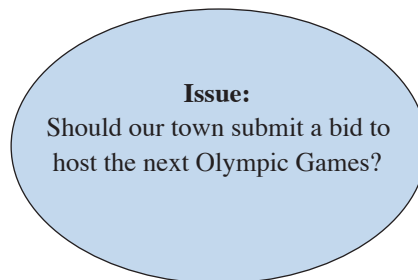 Issue:
Should our town submit a bid to
host the next Olympic Games?